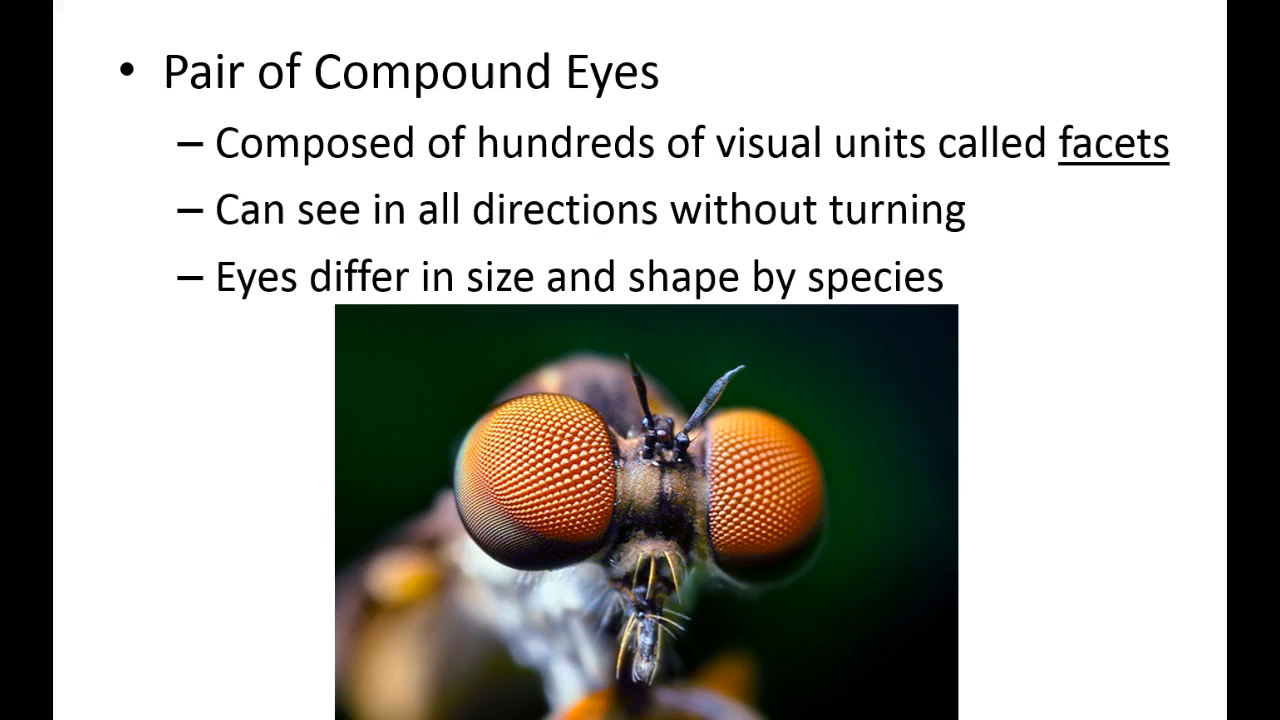 • Pair of Compound Eyes
– Composed of hundreds of visual units called facets
– Can see in all directions without turning
– Eyes differ in size and shape by species